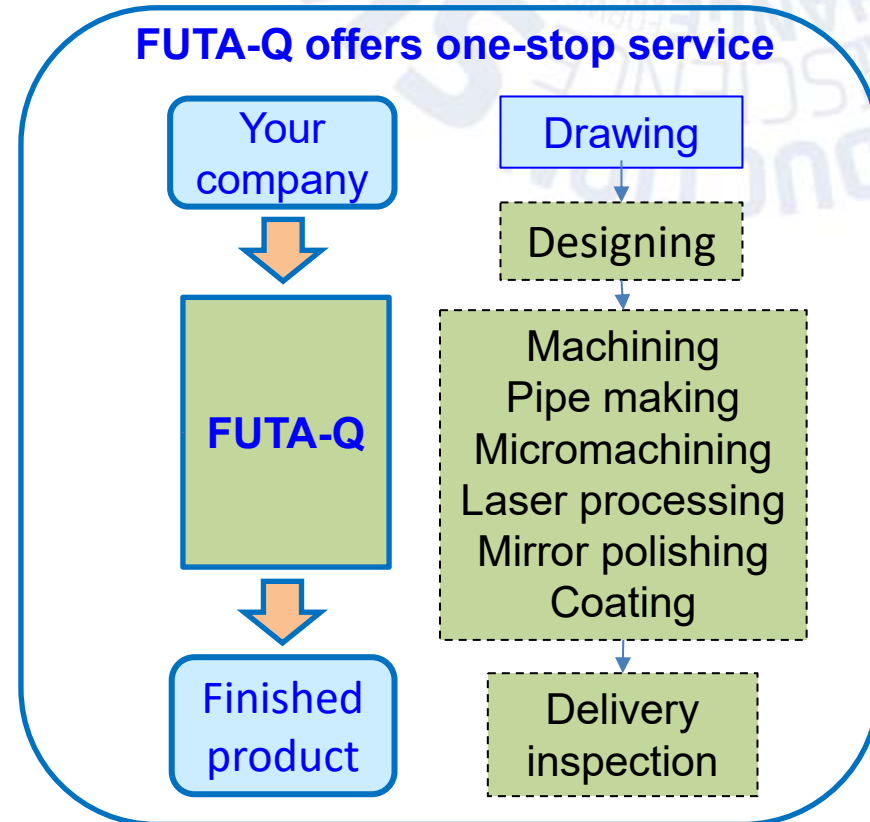 FUTA-Q offers one-stop service
Your
company
FUTA-Q
Finished
product
Drawing
Designing
Machining
Pipe making
Micromachining
Laser processing
Mirror polishing
Coating
Delivery
inspection